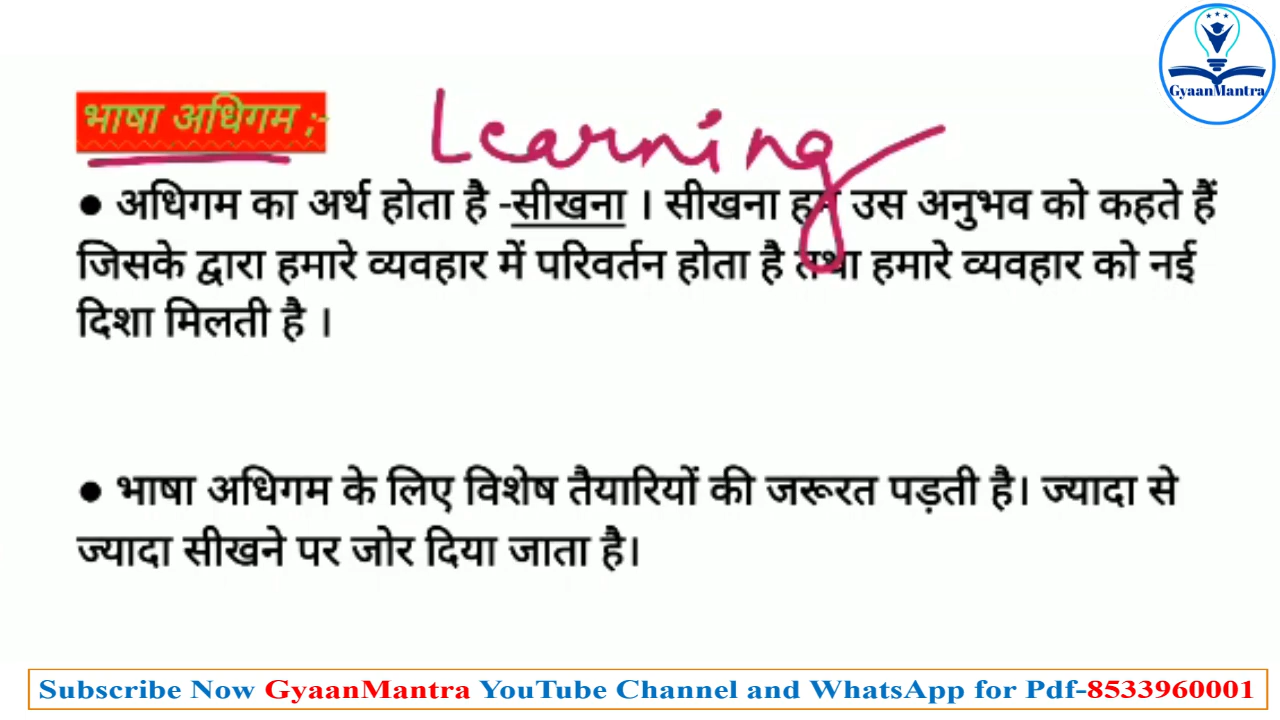 GyaanMantra
भाषा अधिगम ;-
Learning
● अधिगम का अर्थ होता है -सीखना । सीखना हम उस अनुभव को कहते हैं
जिसके द्वारा हमारे व्यवहार में परिवर्तन होता है तथा हमारे व्यवहार को नई
दिशा मिलती है ।
● भाषा अधिगम के लिए विशेष तैयारियों की जरूरत पड़ती है। ज्यादा से
ज्यादा सीखने पर जोर दिया जाता है।
Subscribe Now GyaanMantra YouTube Channel and WhatsApp for Pdf-8533960001